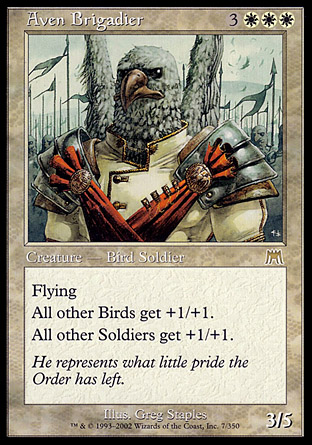 Aven Brigadier 3
Creature — Bird Soldier
Flying
All other Birds get +1/+1.
All other Soldiers get +1/+1.
He represents what little pride the
Order has left.
Illus. Greg Staples
™ & © 1993–2002 Wizards of the Coast, Inc. 7/350
3/5